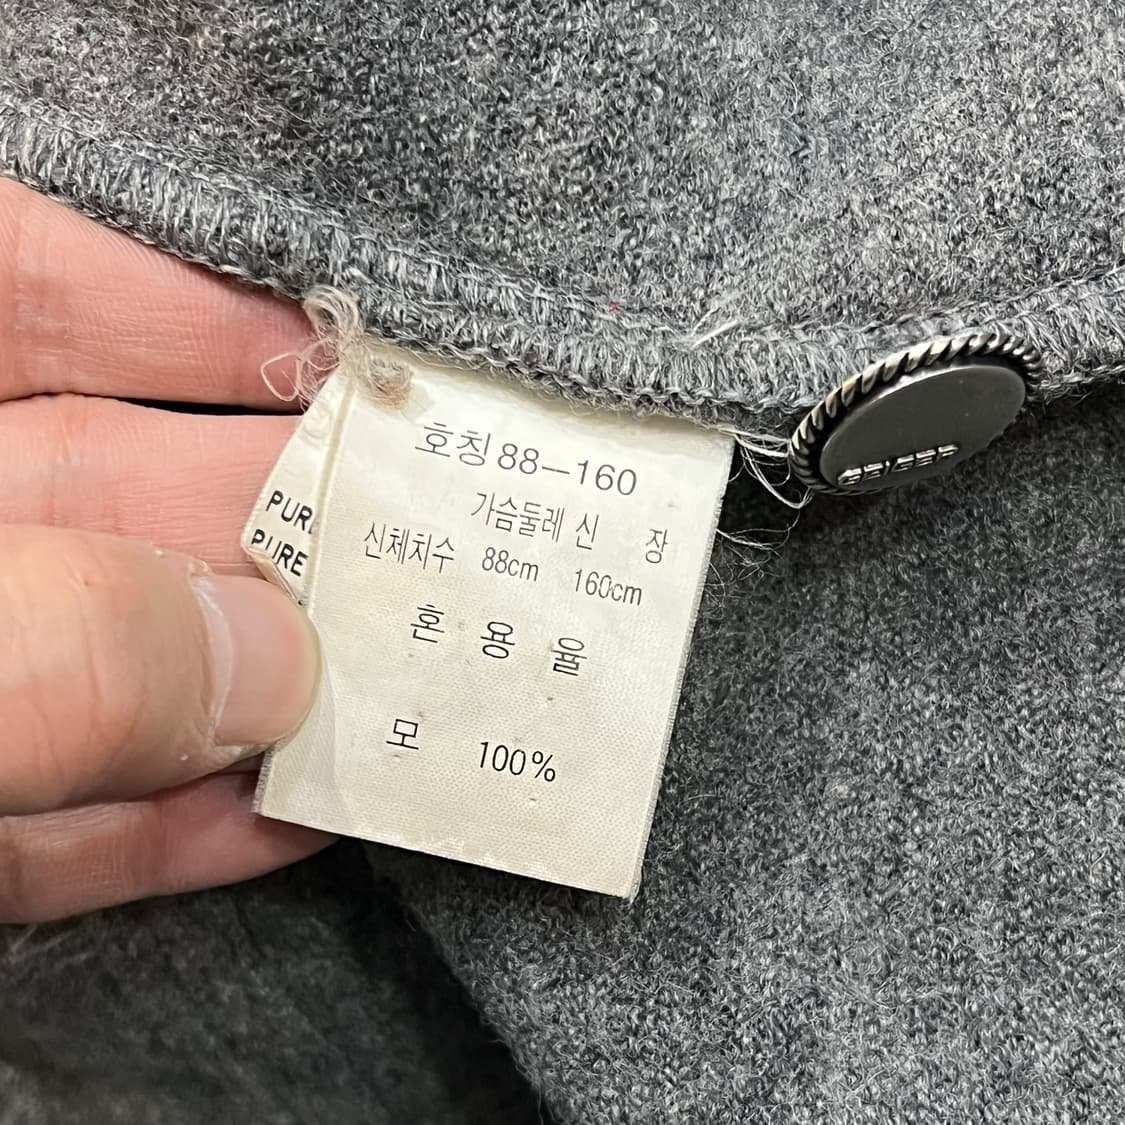 호칭 88-160
가슴둘레 신 장
신체치수 88cm 160cm
혼 용 율
모 100%
PURE
GEIGER